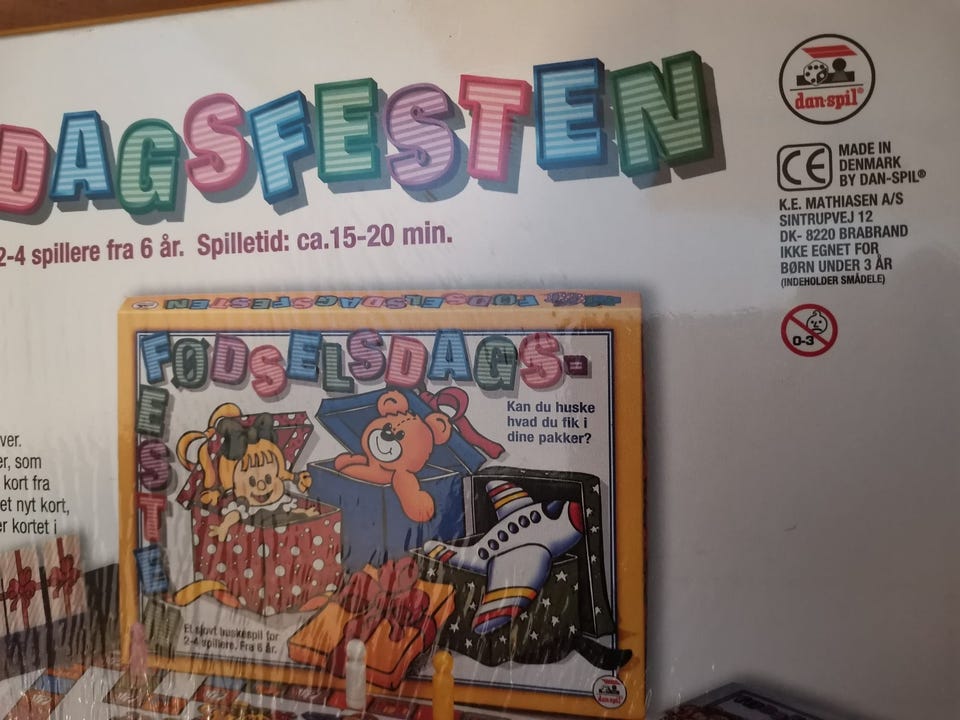 DAGSFESTEN
2-4 spillere fra 6 år. Spilletid: ca.15-20 min.
dan-spil®
CE
MADE IN
DENMARK
BY DAN-SPIL®
K.E. MATHIASEN A/S
SINTRUPVEJ 12
DK- 8220 BRABRAND
IKKE EGNET FOR
BØRN UNDER 3 ÅR
(INDEHOLDER SMÅDELE)
0-3
FØDSELSDAGSFESTEN
FØDSELSDAGS-
FESTEN
Kan du huske
hvad du fik i
dine pakker?
Et sjovt huskespil for
2-4 spillere. Fra 6 år.
dan-spil
ver.
er, som
kort fra
et nyt kort,
er kortet i